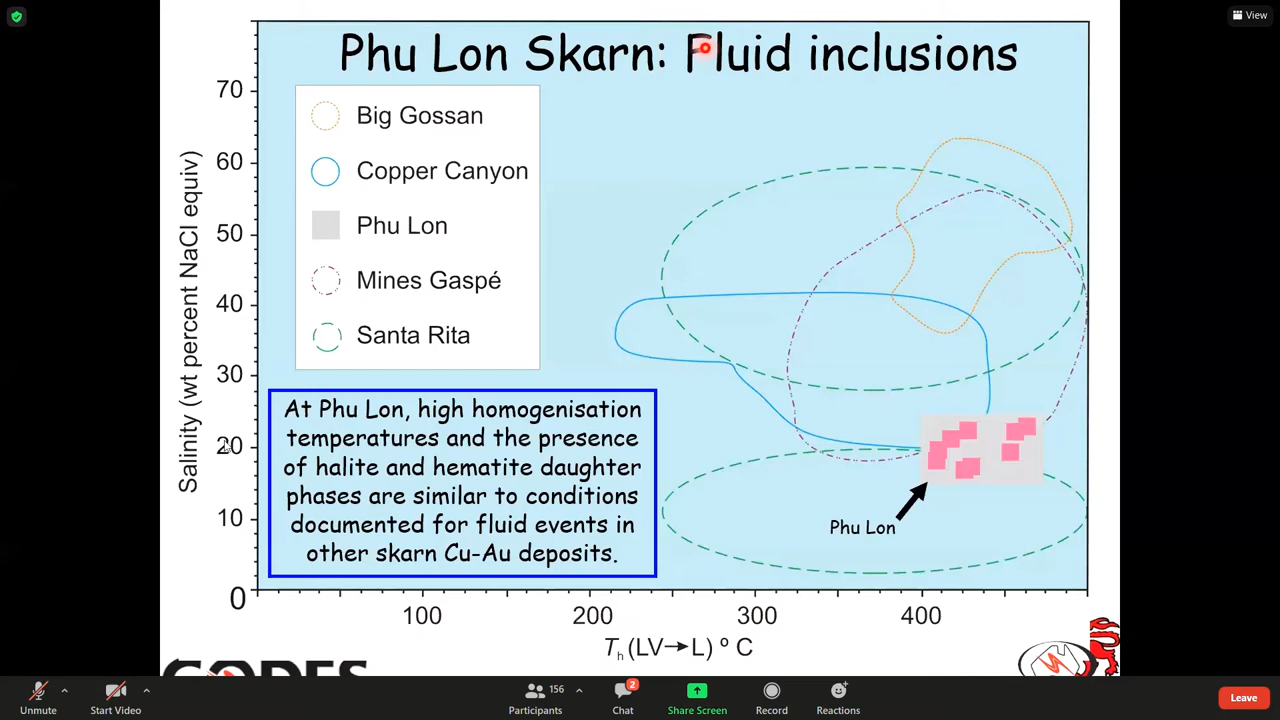 View
Phu Lon Skarn: Fluid inclusions
Salinity (wt percent NaCl equiv)
70
60
50
40
30
20
10
0
Big Gossan
Copper Canyon
Phu Lon
Mines Gaspé
Santa Rita
At Phu Lon, high homogenisation
temperatures and the presence
of halite and hematite daughter
phases are similar to conditions
documented for fluid events in
other skarn Cu-Au deposits.
Phu Lon
100 200 300 400
Th (LV→L) º C
CODES
Unmute
Start Video
156
Participants
2
Chat
Share Screen
Record
Reactions
Leave